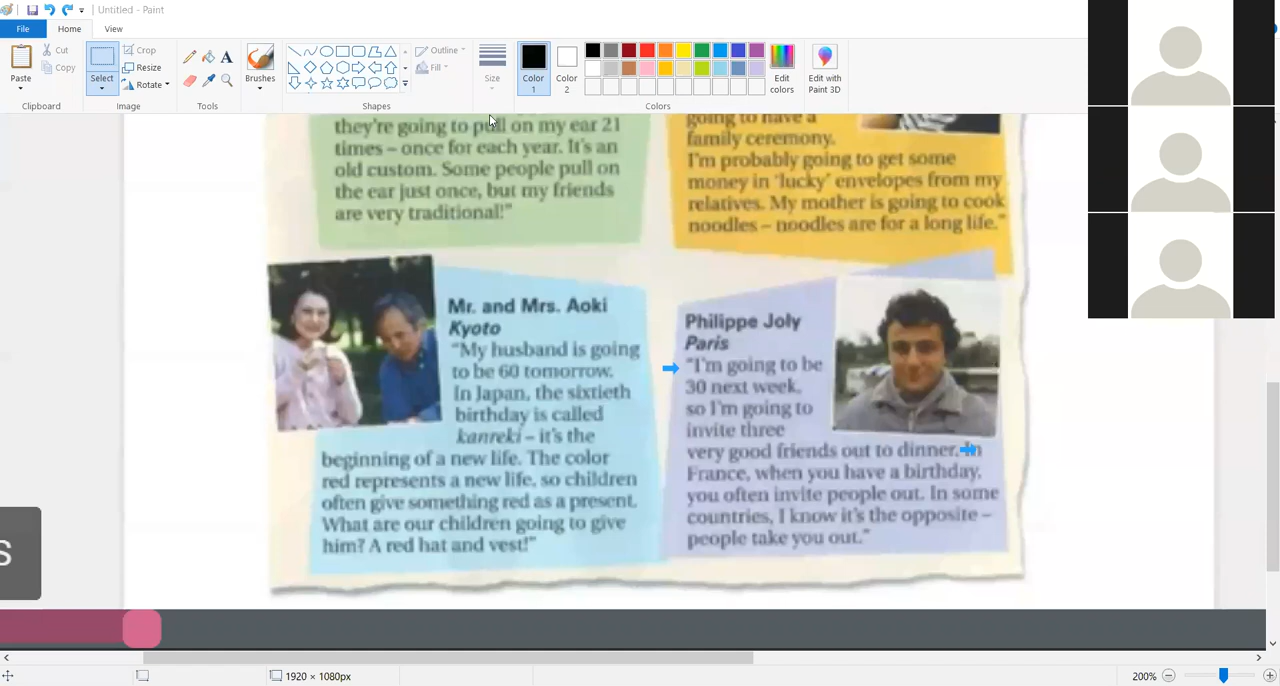 Untitled - Paint
File
Home
View
Paste
Cut
Copy
Clipboard
Select
Crop
Resize
Rotate
Image
Tools
Brushes
Shapes
Outline
Fill
Size
Color
1
Color
2
Colors
Edit
colors
Edit with
Paint 3D
they're going to pull on my ear 21
times – once for each year. It's an
old custom. Some people pull on
the ear just once, but my friends
are very traditional!"
going to have a
family ceremony.
I'm probably going to get some
money in 'lucky' envelopes from my
relatives. My mother is going to cook
noodles – noodles are for a long life."
Mr. and Mrs. Aoki
Kyoto
"My husband is going
to be 60 tomorrow.
In Japan, the sixtieth
birthday is called
kanreki – it's the
beginning of a new life. The color
red represents a new life, so children
often give something red as a present.
What are our children going to give
him? A red hat and vest!"
Philippe Joly
Paris
"I'm going to be
30 next week,
so I'm going to
invite three
very good friends out to dinner. In
France, when you have a birthday,
you often invite people out. In some
countries, I know it's the opposite –
people take you out."
S
1920 × 1080px
200%